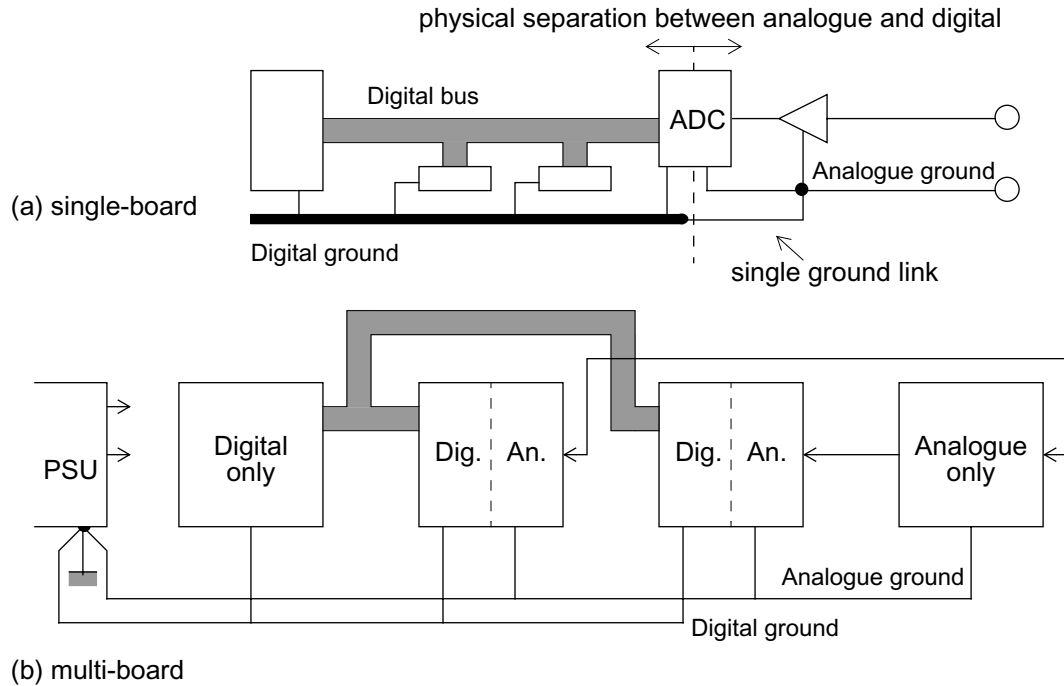 physical separation between analogue and digital
Digital bus
ADC
Analogue ground
(a) single-board
Digital ground
single ground link
PSU
Digital
only
Dig.
An.
Dig.
An.
Analogue
only
Analogue ground
Digital ground
(b) multi-board